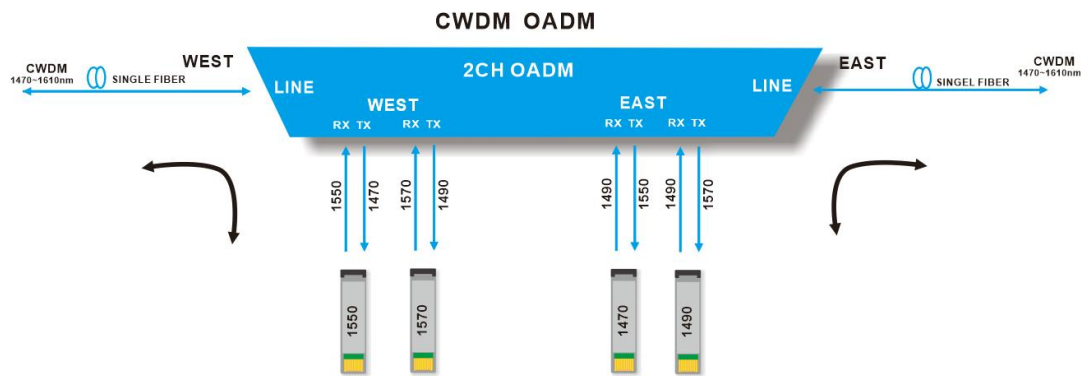 CWDM OADM
WEST
2CH OADM
EAST
CWDM
1470~1610nm
SINGLE FIBER
LINE
LINE
SINGEL FIBER
CWDM
1470~1610nm
WEST
EAST
RX TX RX TX
RX TX RX TX
1550 1470 1570 1490
1490 1550 1490 1570
1550 1570 1470 1490